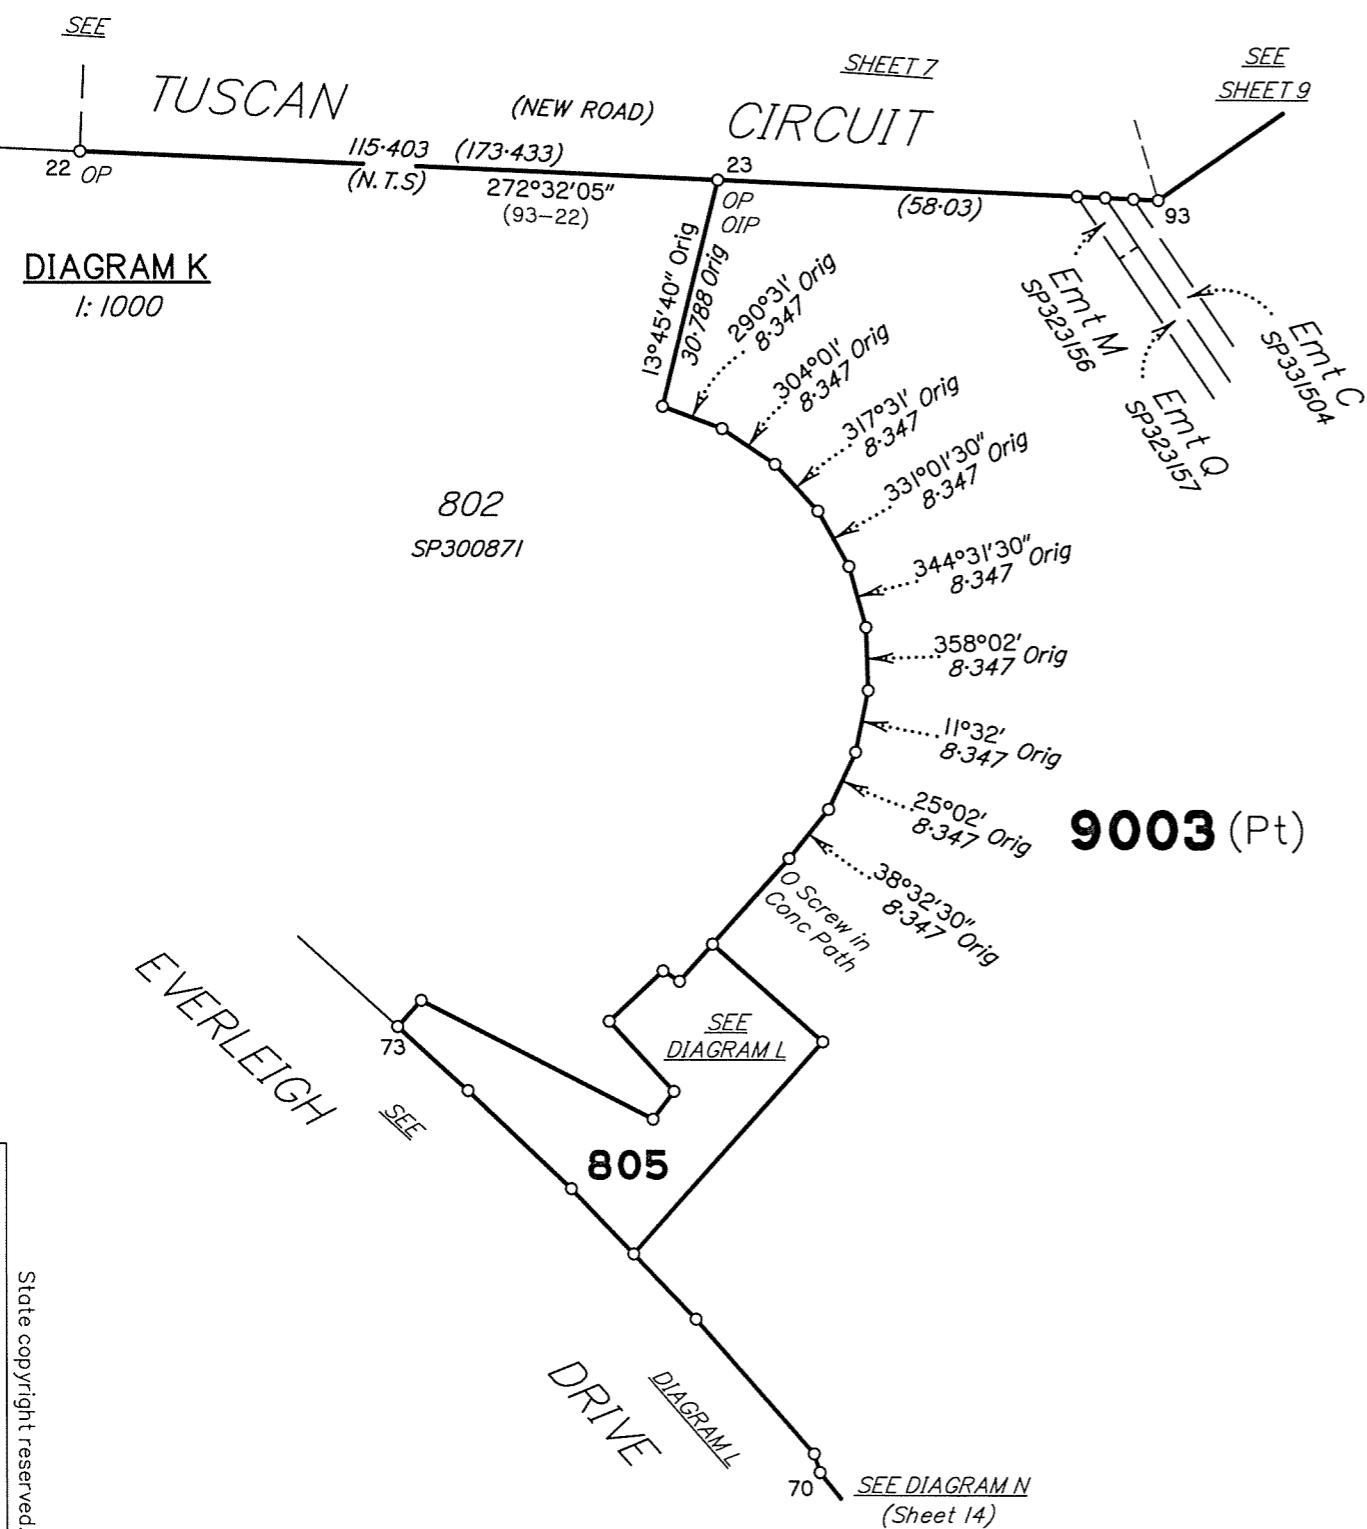 SEE
SHEET 7
SEE
SHEET 9
TUSCAN
(NEW ROAD)
CIRCUIT
115·403 (173·433)
(N.T.S)
272°32'05"
(93-22)
22 OP
23
OP
OIP
(58·03)
93
DIAGRAM K
1:1000
13°45'40" Orig
30·788 Orig
290°31' Orig
8·347
304°01' Orig
8·347
317°31' Orig
8·347
331°01'30" Orig
8·347
344°31'30" Orig
8·347
358°02' Orig
8·347
11°32' Orig
8·347
25°02' Orig
8·347
38°32'30" Orig
8·347
Emt M
SP323156
Emt Q
SP323157
Emt C
SP331504
802
SP300871
9003 (Pt)
O Screw in
Conc Path
SEE
DIAGRAM L
73
EVERLEIGH
SEE
805
DRIVE
DIAGRAM L
70
SEE DIAGRAM N
(Sheet 14)
State copyright reserved.